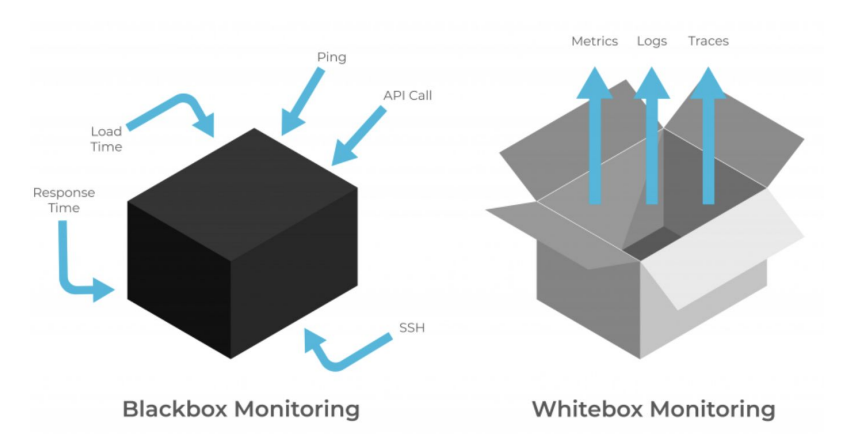 Ping
API Call
Load
Time
Response
Time
SSH
Blackbox Monitoring
Metrics Logs Traces
Whitebox Monitoring